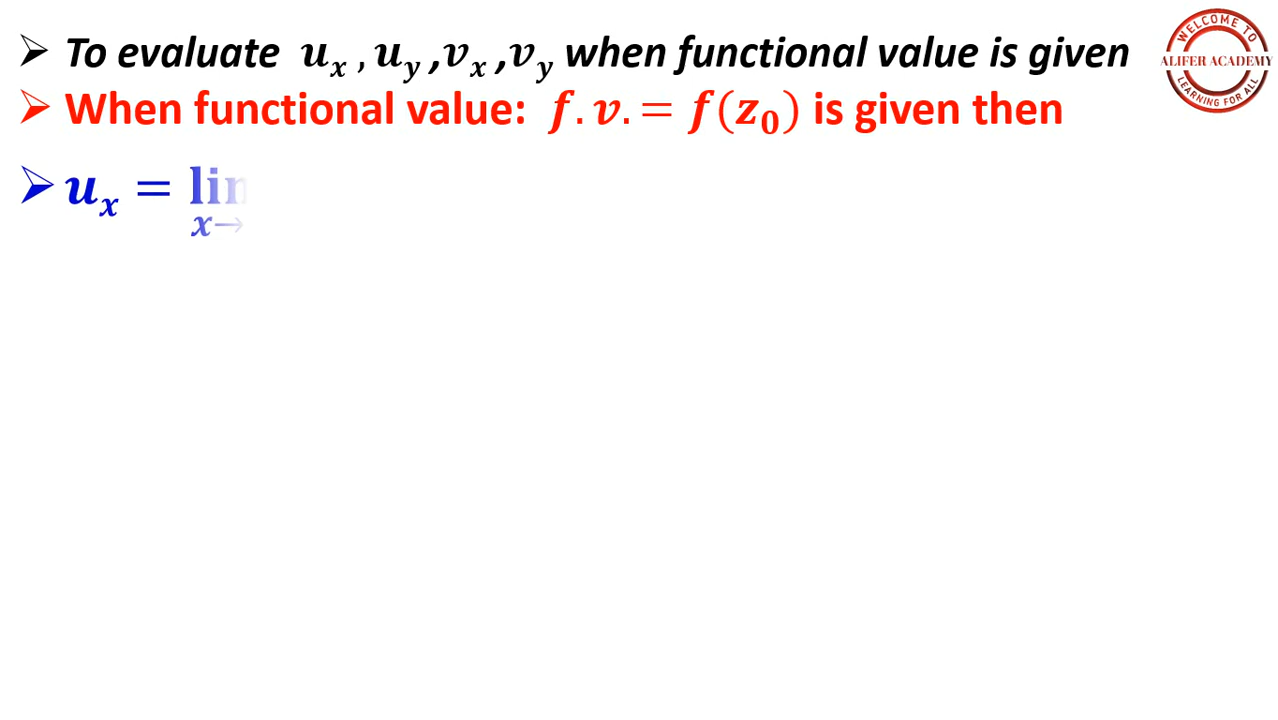 ➢ To evaluate u_x , u_y ,v_x ,v_y when functional value is given
➢ When functional value: f. v. = f(z_0) is given then
➢ u_x =
x→
WELCOME TO
ALIFER ACADEMY
LEARNING FOR ALL